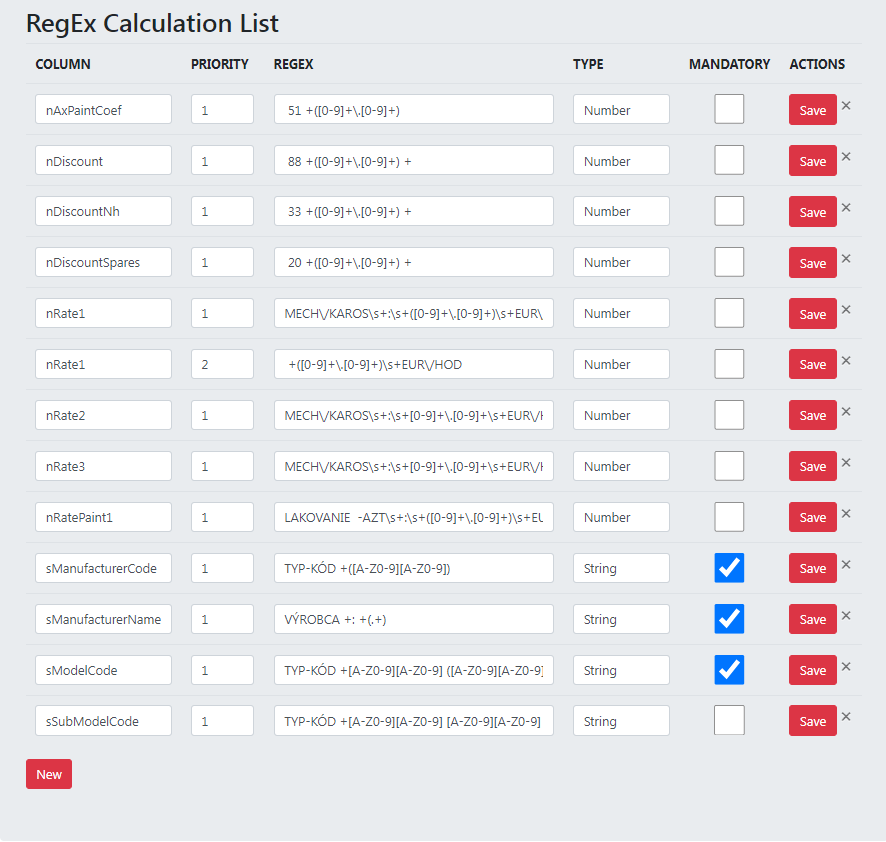 RegEx Calculation List
COLUMN PRIORITY REGEX TYPE MANDATORY ACTIONS
nAxPaintCoef 1 51 +([0-9]+\.[0-9]+) Number Save ×
nDiscount 1 88 +([0-9]+\.[0-9]+) + Number Save ×
nDiscountNh 1 33 +([0-9]+\.[0-9]+) + Number Save ×
nDiscountSpares 1 20 +([0-9]+\.[0-9]+) + Number Save ×
nRate1 1 MECH\/KAROS\s+:\s+([0-9]+\.[0-9]+)\s+EUR\ Number Save ×
nRate1 2 +([0-9]+\.[0-9]+)\s+EUR\/HOD Number Save ×
nRate2 1 MECH\/KAROS\s+:\s+[0-9]+\.[0-9]+\s+EUR\/ Number Save ×
nRate3 1 MECH\/KAROS\s+:\s+[0-9]+\.[0-9]+\s+EUR\/ Number Save ×
nRatePaint1 1 LAKOVANIE  -AZT\s+:\s+([0-9]+\.[0-9]+)\s+EU Number Save ×
sManufacturerCode 1 TYP-KÓD +([A-Z0-9][A-Z0-9]) String Save ×
sManufacturerName 1 VÝROBCA +: +(.+) String Save ×
sModelCode 1 TYP-KÓD +[A-Z0-9][A-Z0-9] ([A-Z0-9][A-Z0-9] String Save ×
sSubModelCode 1 TYP-KÓD +[A-Z0-9][A-Z0-9] [A-Z0-9][A-Z0-9] String Save ×
New